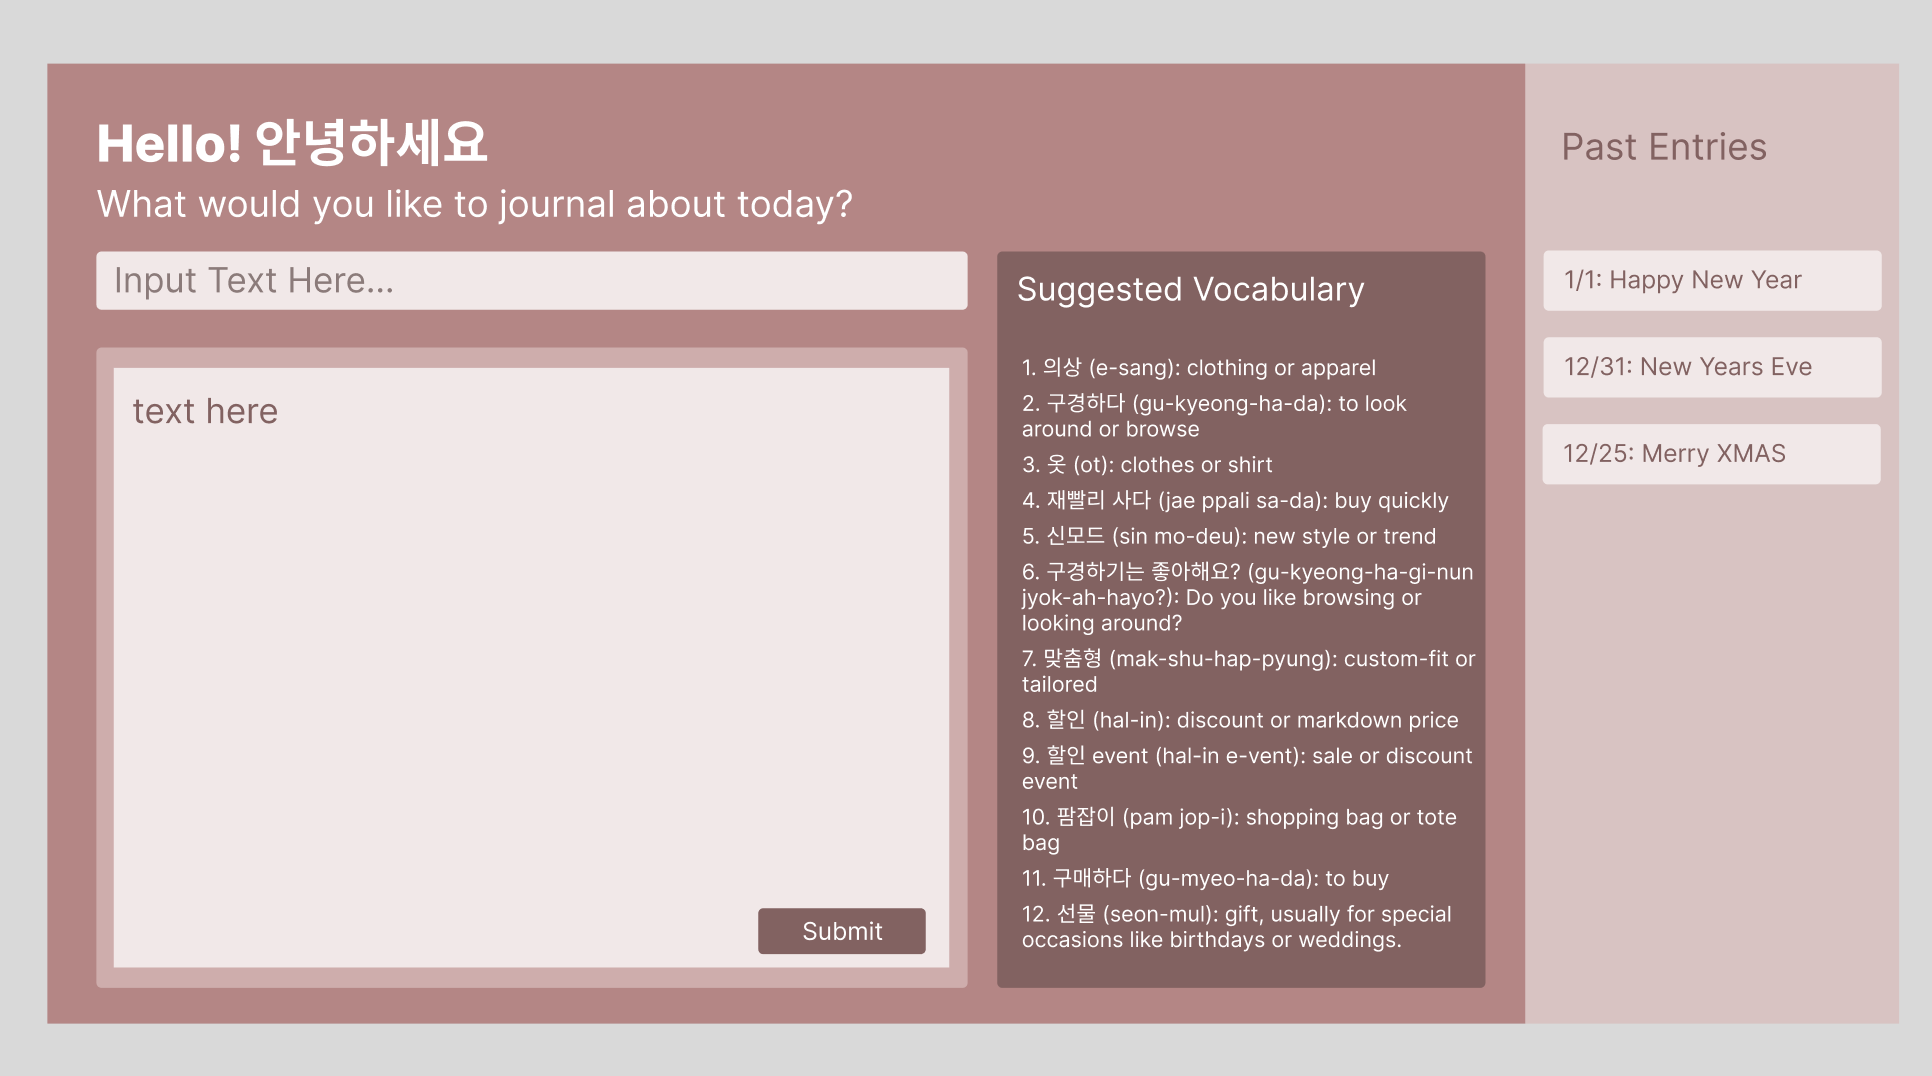 Hello! 안녕하세요
What would you like to journal about today?
Input Text Here...
text here
Submit
Suggested Vocabulary
1. 의상 (e-sang): clothing or apparel
2. 구경하다 (gu-kyeong-ha-da): to look
around or browse
3. 옷 (ot): clothes or shirt
4. 재빨리 사다 (jae ppali sa-da): buy quickly
5. 신모드 (sin mo-deu): new style or trend
6. 구경하기는 좋아해요? (gu-kyeong-ha-gi-nun
jyok-ah-hayo?): Do you like browsing or
looking around?
7. 맞춤형 (mak-shu-hap-pyung): custom-fit or
tailored
8. 할인 (hal-in): discount or markdown price
9. 할인 event (hal-in e-vent): sale or discount
event
10. 팜잡이 (pam jop-i): shopping bag or tote
bag
11. 구매하다 (gu-myeo-ha-da): to buy
12. 선물 (seon-mul): gift, usually for special
occasions like birthdays or weddings.
Past Entries
1/1: Happy New Year
12/31: New Years Eve
12/25: Merry XMAS